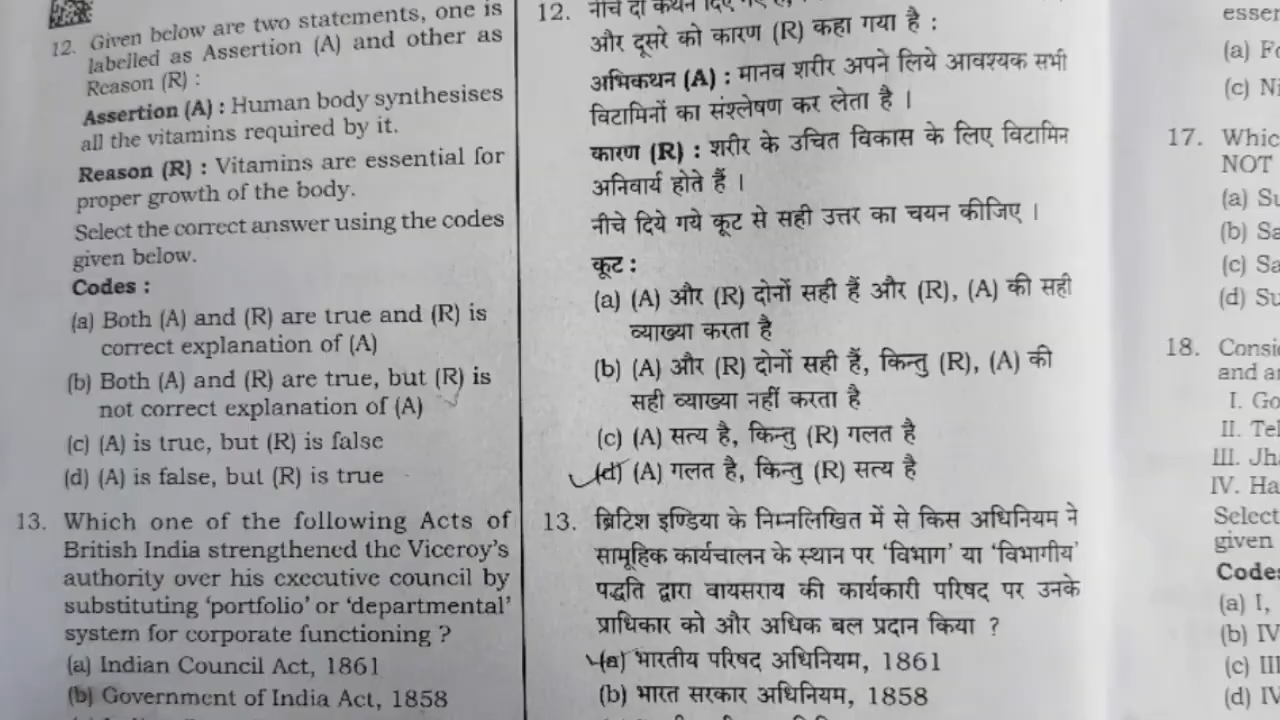 12. Given below are two statements, one is
labelled as Assertion (A) and other as
Reason (R) :
Assertion (A) : Human body synthesises
all the vitamins required by it.
Reason (R) : Vitamins are essential for
proper growth of the body.
Select the correct answer using the codes
given below.
Codes :
(a) Both (A) and (R) are true and (R) is
correct explanation of (A)
(b) Both (A) and (R) are true, but (R) is
not correct explanation of (A)
(c) (A) is true, but (R) is false
(d) (A) is false, but (R) is true
13. Which one of the following Acts of
British India strengthened the Viceroy's
authority over his executive council by
substituting 'portfolio' or 'departmental'
system for corporate functioning ?
(a) Indian Council Act, 1861
(b) Government of India Act, 1858
12. नीचे दो कथन दिए गए
और दूसरे को कारण (R) कहा गया है :
अभिकथन (A) : मानव शरीर अपने लिये आवश्यक सभी
विटामिनों का संश्लेषण कर लेता है ।
कारण (R) : शरीर के उचित विकास के लिए विटामिन
अनिवार्य होते हैं ।
नीचे दिये गये कूट से सही उत्तर का चयन कीजिए ।
कूट :
(a) (A) और (R) दोनों सही हैं और (R), (A) की सही
व्याख्या करता है
(b) (A) और (R) दोनों सही हैं, किन्तु (R), (A) की
सही व्याख्या नहीं करता है
(c) (A) सत्य है, किन्तु (R) गलत है
(d) (A) गलत है, किन्तु (R) सत्य है
13. ब्रिटिश इण्डिया के निम्नलिखित में से किस अधिनियम ने
सामूहिक कार्यचालन के स्थान पर 'विभाग' या 'विभागीय'
पद्धति द्वारा वायसराय की कार्यकारी परिषद पर उनके
प्राधिकार को और अधिक बल प्रदान किया ?
(a) भारतीय परिषद अधिनियम, 1861
(b) भारत सरकार अधिनियम, 1858
(a)
(c)
17.
NOT
(a)
(b)
(c)
(d)
18.
and
I.
II.
III.
IV.
Select
given
(a) I,
(b) IV
(c) III
(d) IV